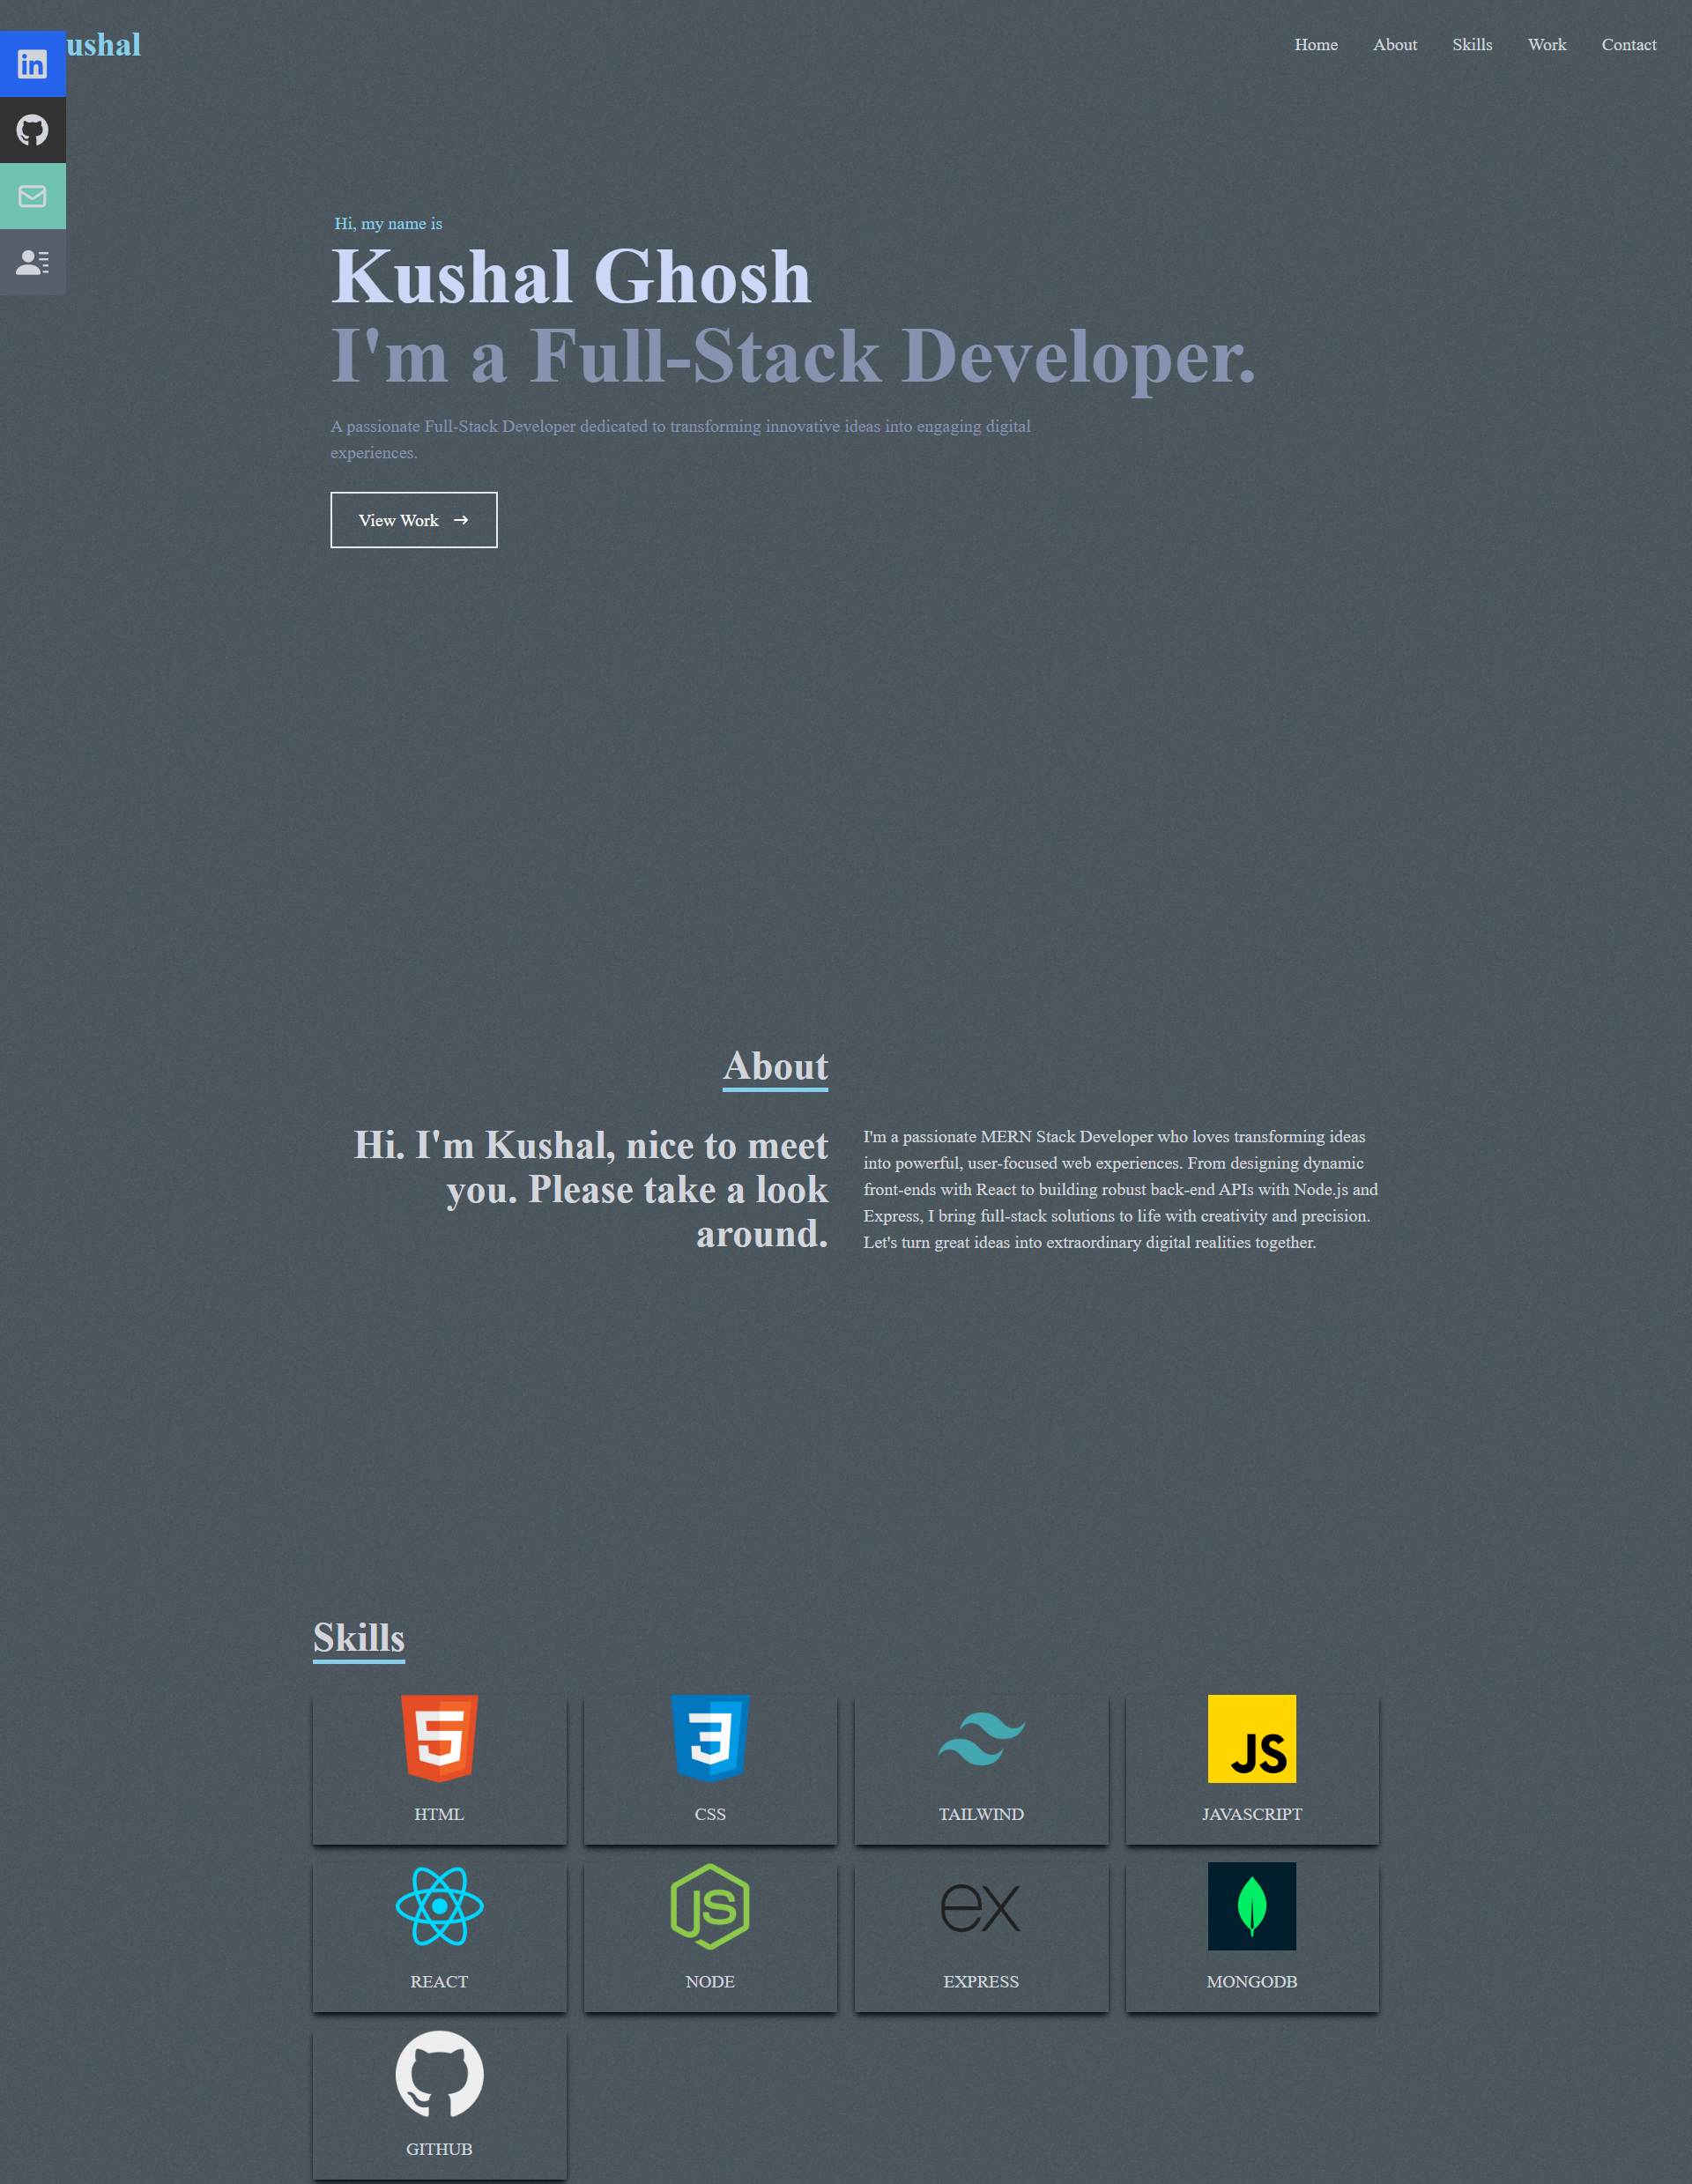 ushal
Home About Skills Work Contact
in
Hi, my name is
Kushal Ghosh
I'm a Full-Stack Developer.
A passionate Full-Stack Developer dedicated to transforming innovative ideas into engaging digital
experiences.
View Work
About
Hi. I'm Kushal, nice to meet
you. Please take a look
around.
I'm a passionate MERN Stack Developer who loves transforming ideas
into powerful, user-focused web experiences. From designing dynamic
front-ends with React to building robust back-end APIs with Node.js and
Express, I bring full-stack solutions to life with creativity and precision.
Let's turn great ideas into extraordinary digital realities together.
Skills
5 3 JS
HTML CSS TAILWIND JAVASCRIPT
JS ex
REACT NODE EXPRESS MONGODB
GITHUB